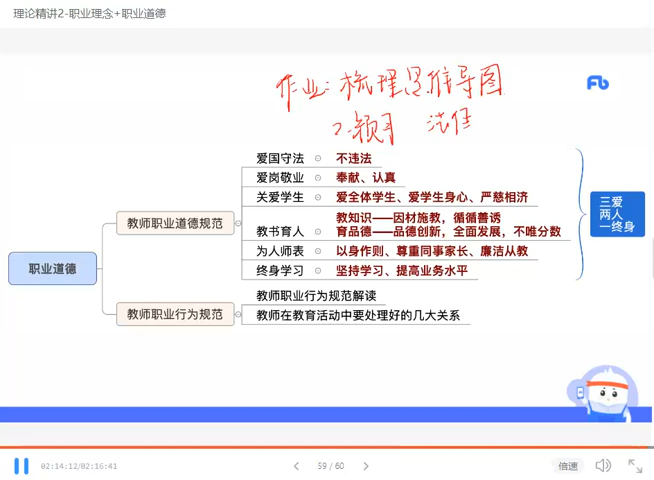 理论精讲2-职业理念+职业道德
作业：梳理思维导图
Fb
爱国守法 不违法
爱岗敬业 奉献、认真
关爱学生 爱全体学生、爱学生身心、严慈相济
教书育人 教知识——因材施教，循循善诱
育品德——品德创新，全面发展，不唯分数
为人师表 以身作则、尊重同事家长、廉洁从教
终身学习 坚持学习、提高业务水平
教师职业道德规范
三爱
两人
一终身
职业道德
教师职业行为规范
教师职业行为规范解读
教师在教育活动中要处理好的几大关系
02:14:12/02:16:41
59 / 60
倍速